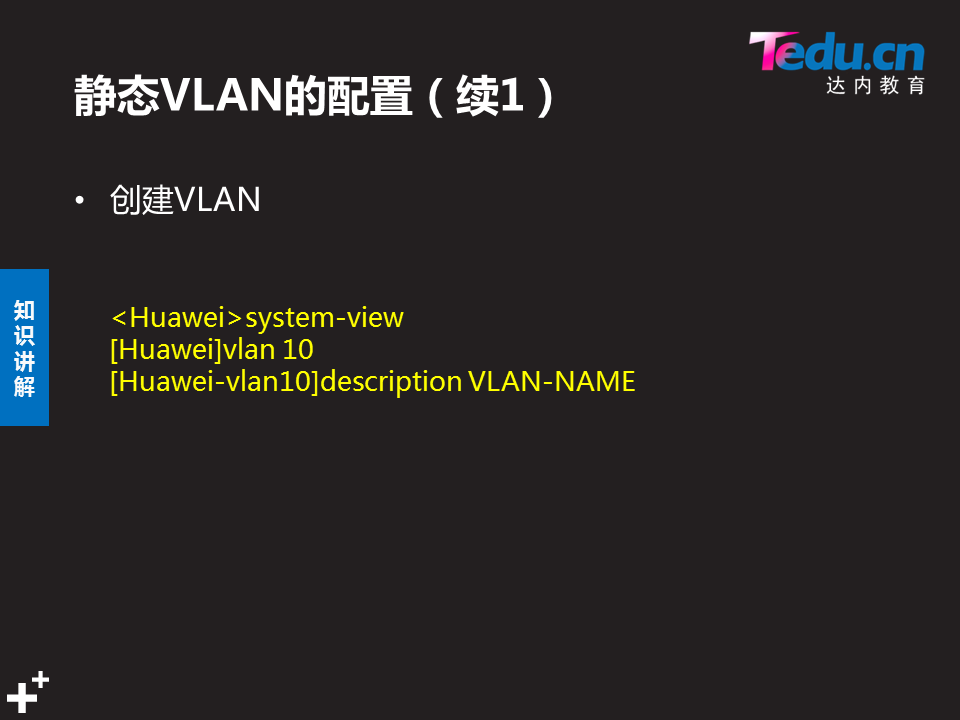 Tedu.cn
达内教育
静态VLAN的配置（续1）
• 创建VLAN
知识讲解
<Huawei>system-view
[Huawei]vlan 10
[Huawei-vlan10]description VLAN-NAME